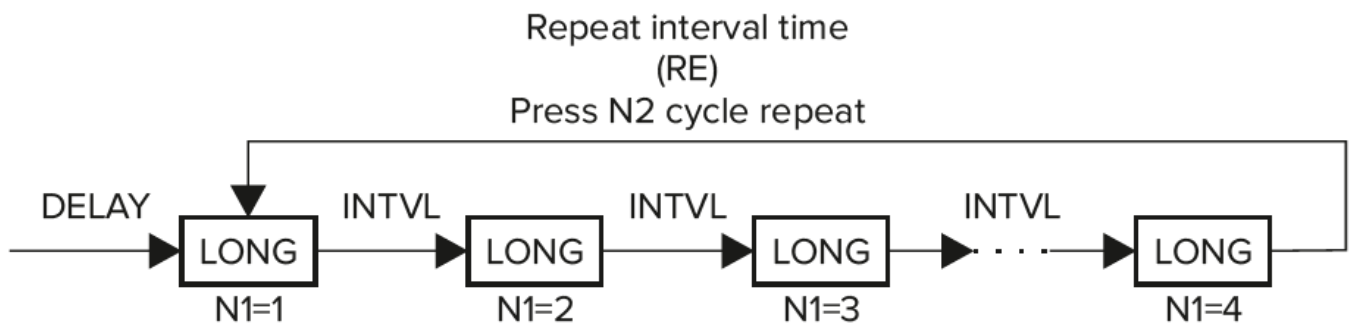 Repeat interval time
(RE)
Press N2 cycle repeat
DELAY INTVL INTVL INTVL
LONG LONG LONG . . . . LONG
N1=1 N1=2 N1=3 N1=4